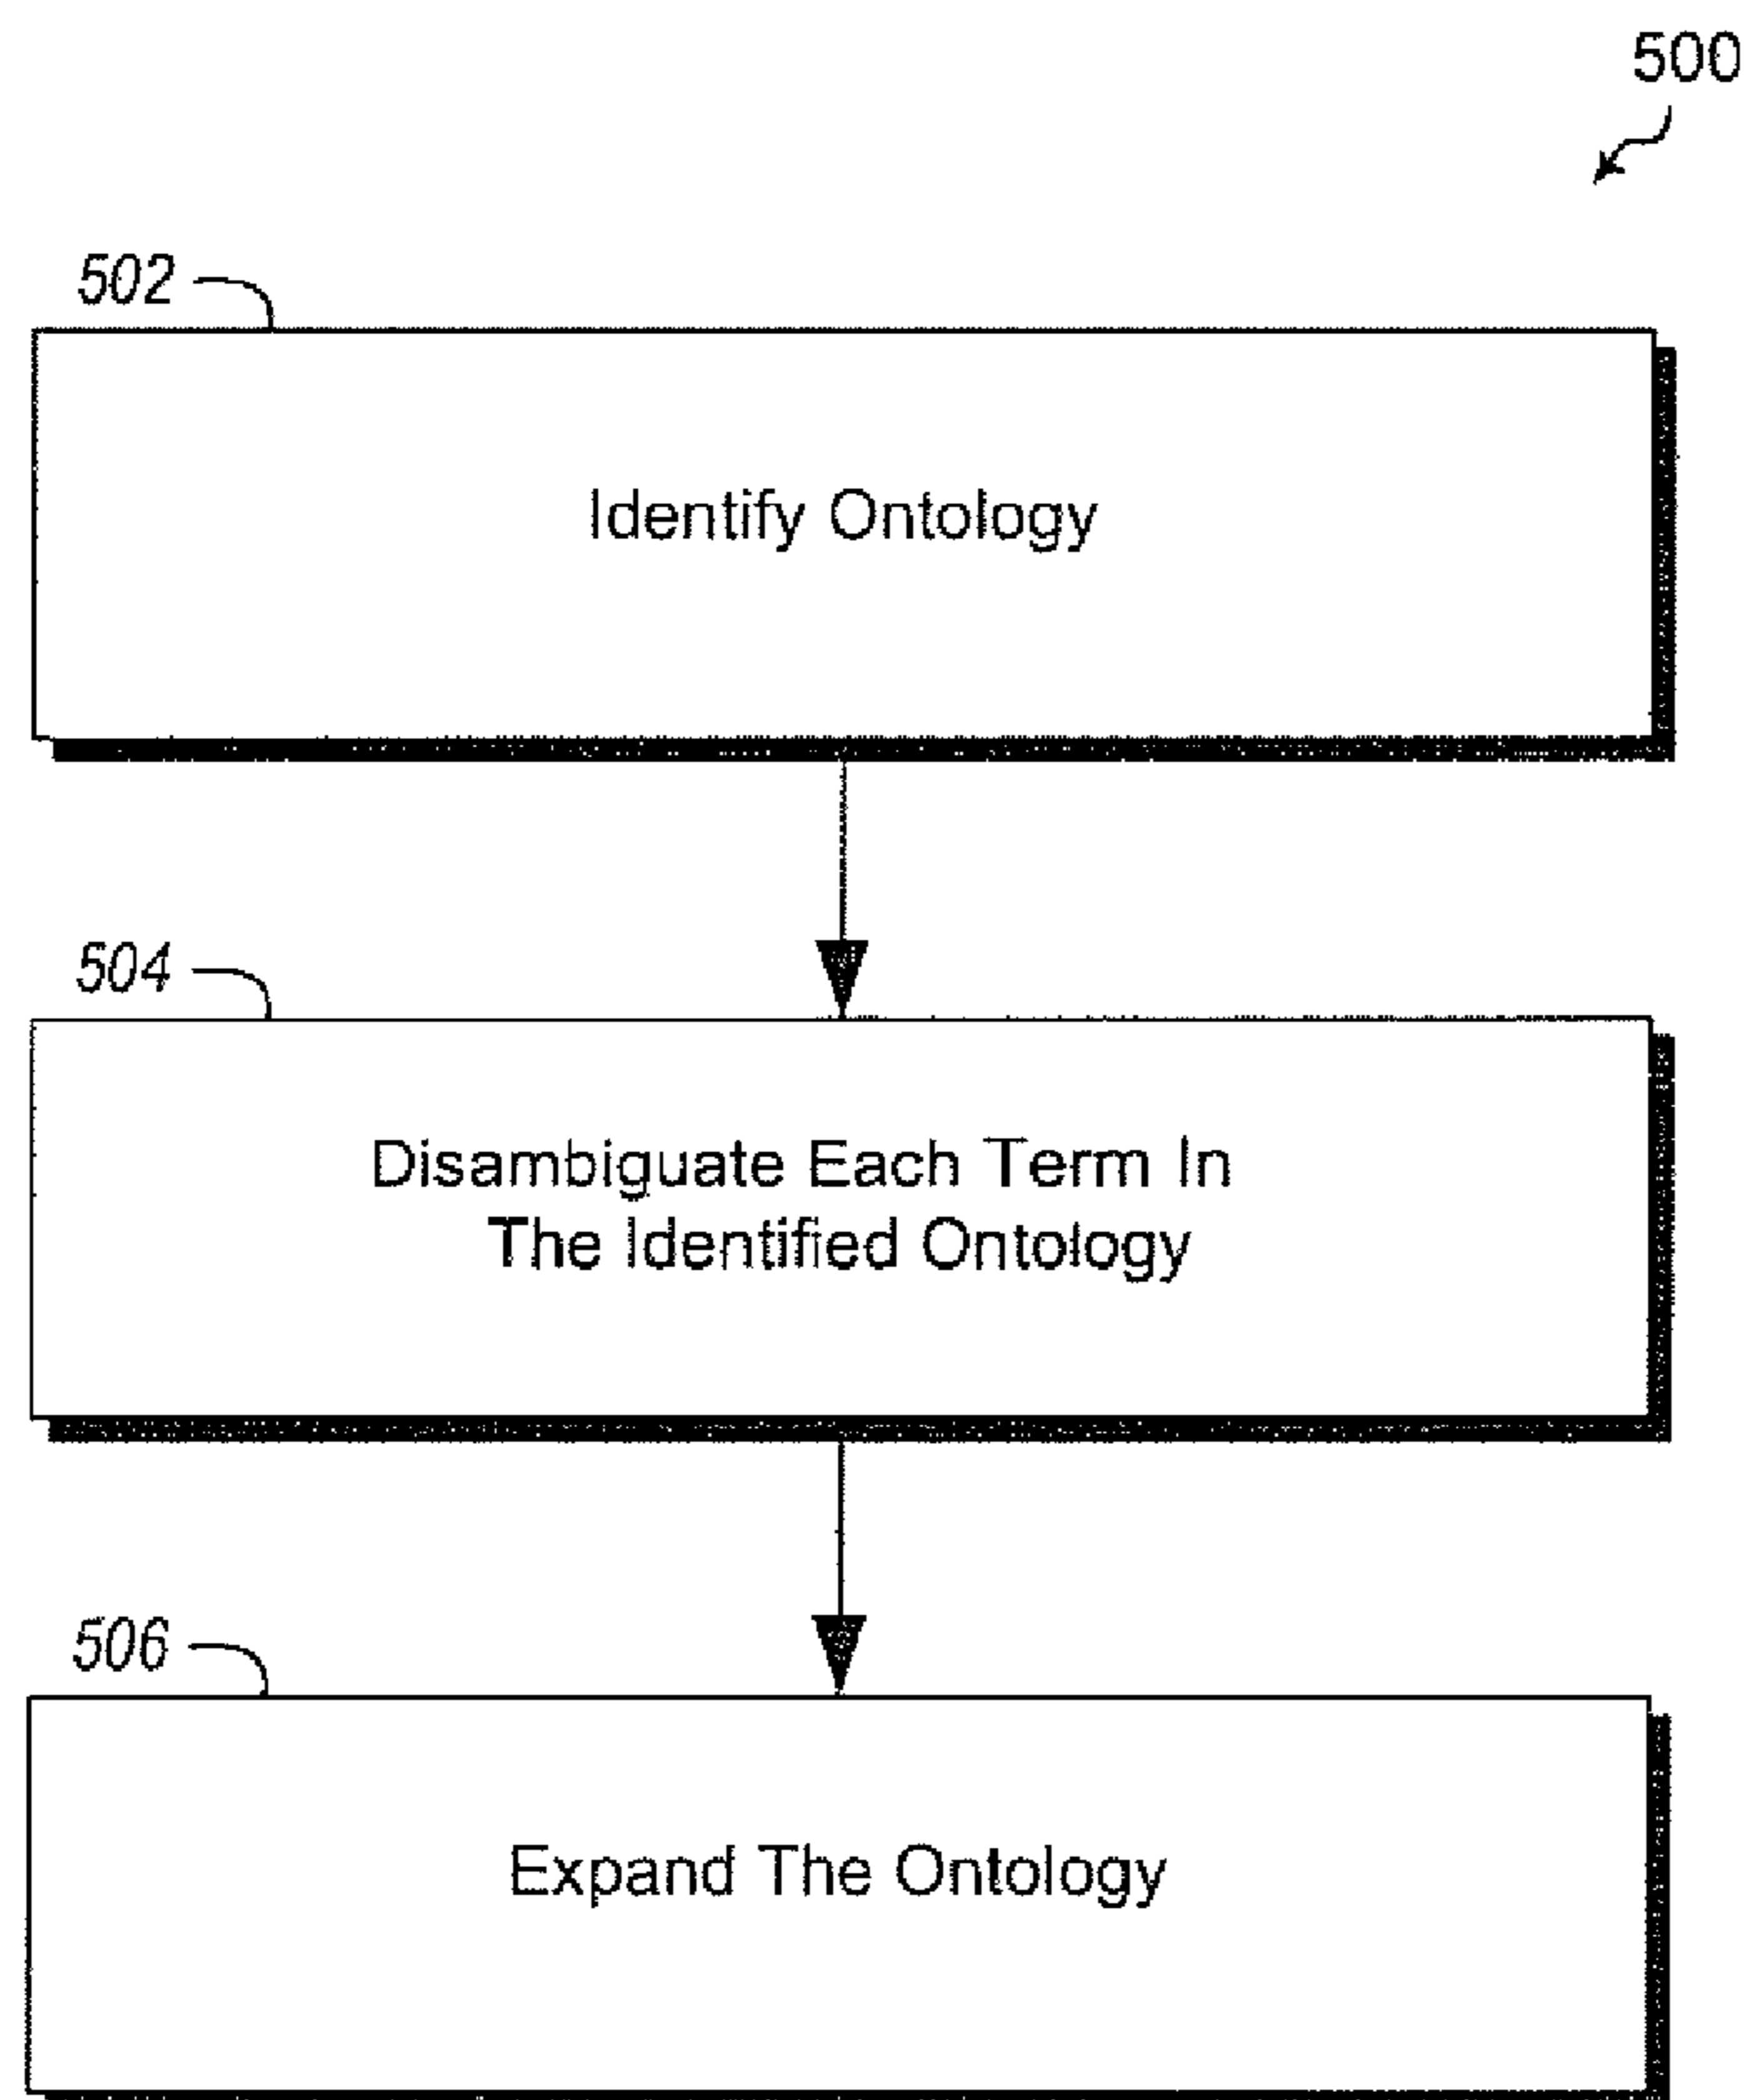 500
502
Identify Ontology
504
Disambiguate Each Term In
The Identified Ontology
506
Expand The Ontology